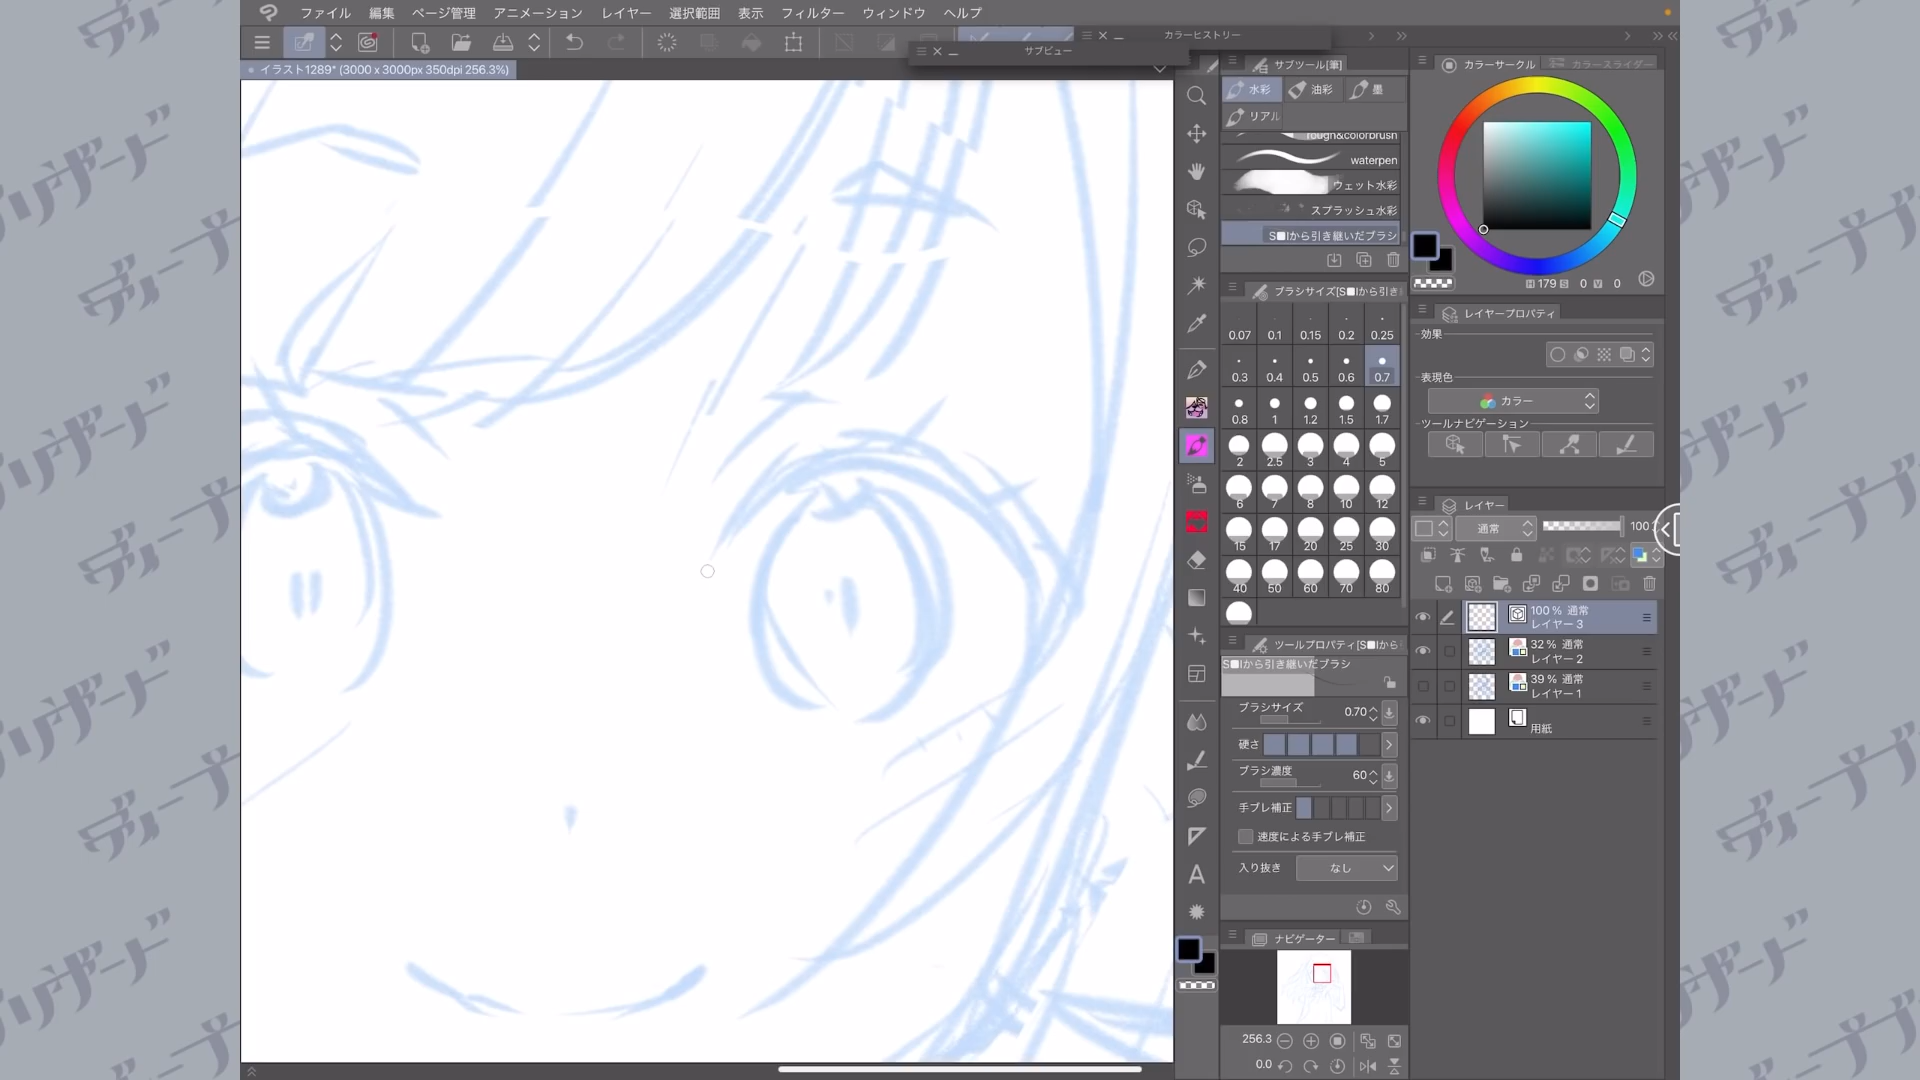 ファイル 編集 ページ管理 アニメーション レイヤー 選択範囲 表示 フィルター ウィンドウ ヘルプ
カラーヒストリー
サブビュー
イラスト1289* (3000 x 3000px 350dpi 256.3%)
サブツール[筆]
水彩 油彩 墨
リアル
rough&colorbrush
waterpen
ウェット水彩
スプラッシュ水彩
S■Iから引き継いだブラシ
ブラシサイズ[S■Iから引き
0.07 0.1 0.15 0.2 0.25
0.3 0.4 0.5 0.6 0.7
0.8 1 1.2 1.5 1.7
2 2.5 3 4 5
6 7 8 10 12
15 17 20 25 30
40 50 60 70 80
ツールプロパティ[S■Iから
S■Iから引き継いだブラシ
ブラシサイズ 0.70
硬さ
ブラシ濃度 60
手ブレ補正
速度による手ブレ補正
入り抜き なし
ナビゲーター
256.3
0.0
カラーサークル カラースライダー
H 179 S 0 V 0
レイヤープロパティ
効果
表現色
カラー
ツールナビゲーション
レイヤー
通常 100
100 % 通常
レイヤー 3
32 % 通常
レイヤー 2
39 % 通常
レイヤー 1
用紙